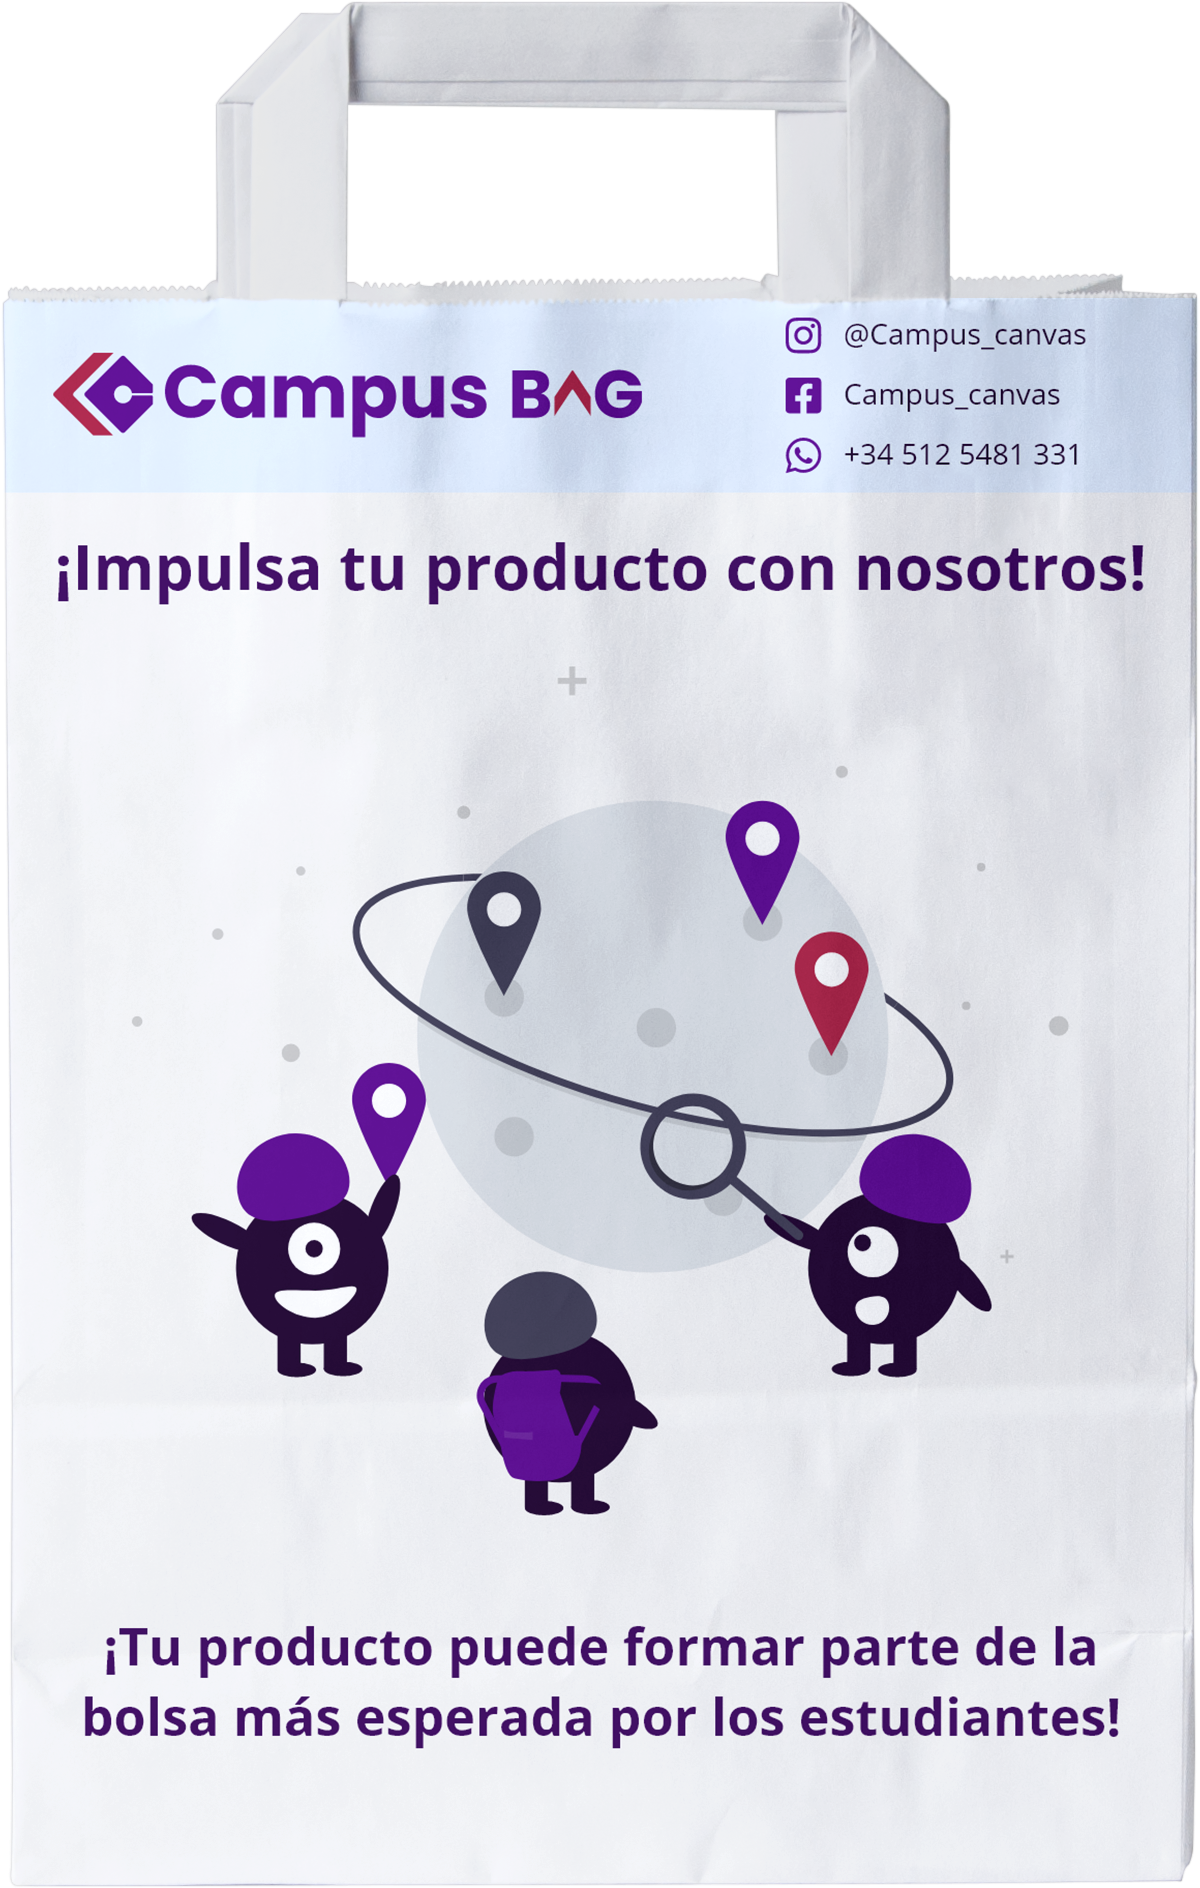 Campus BAG
@Campus_canvas
Campus_canvas
+34 512 5481 331
¡Impulsa tu producto con nosotros!
¡Tu producto puede formar parte de la
bolsa más esperada por los estudiantes!